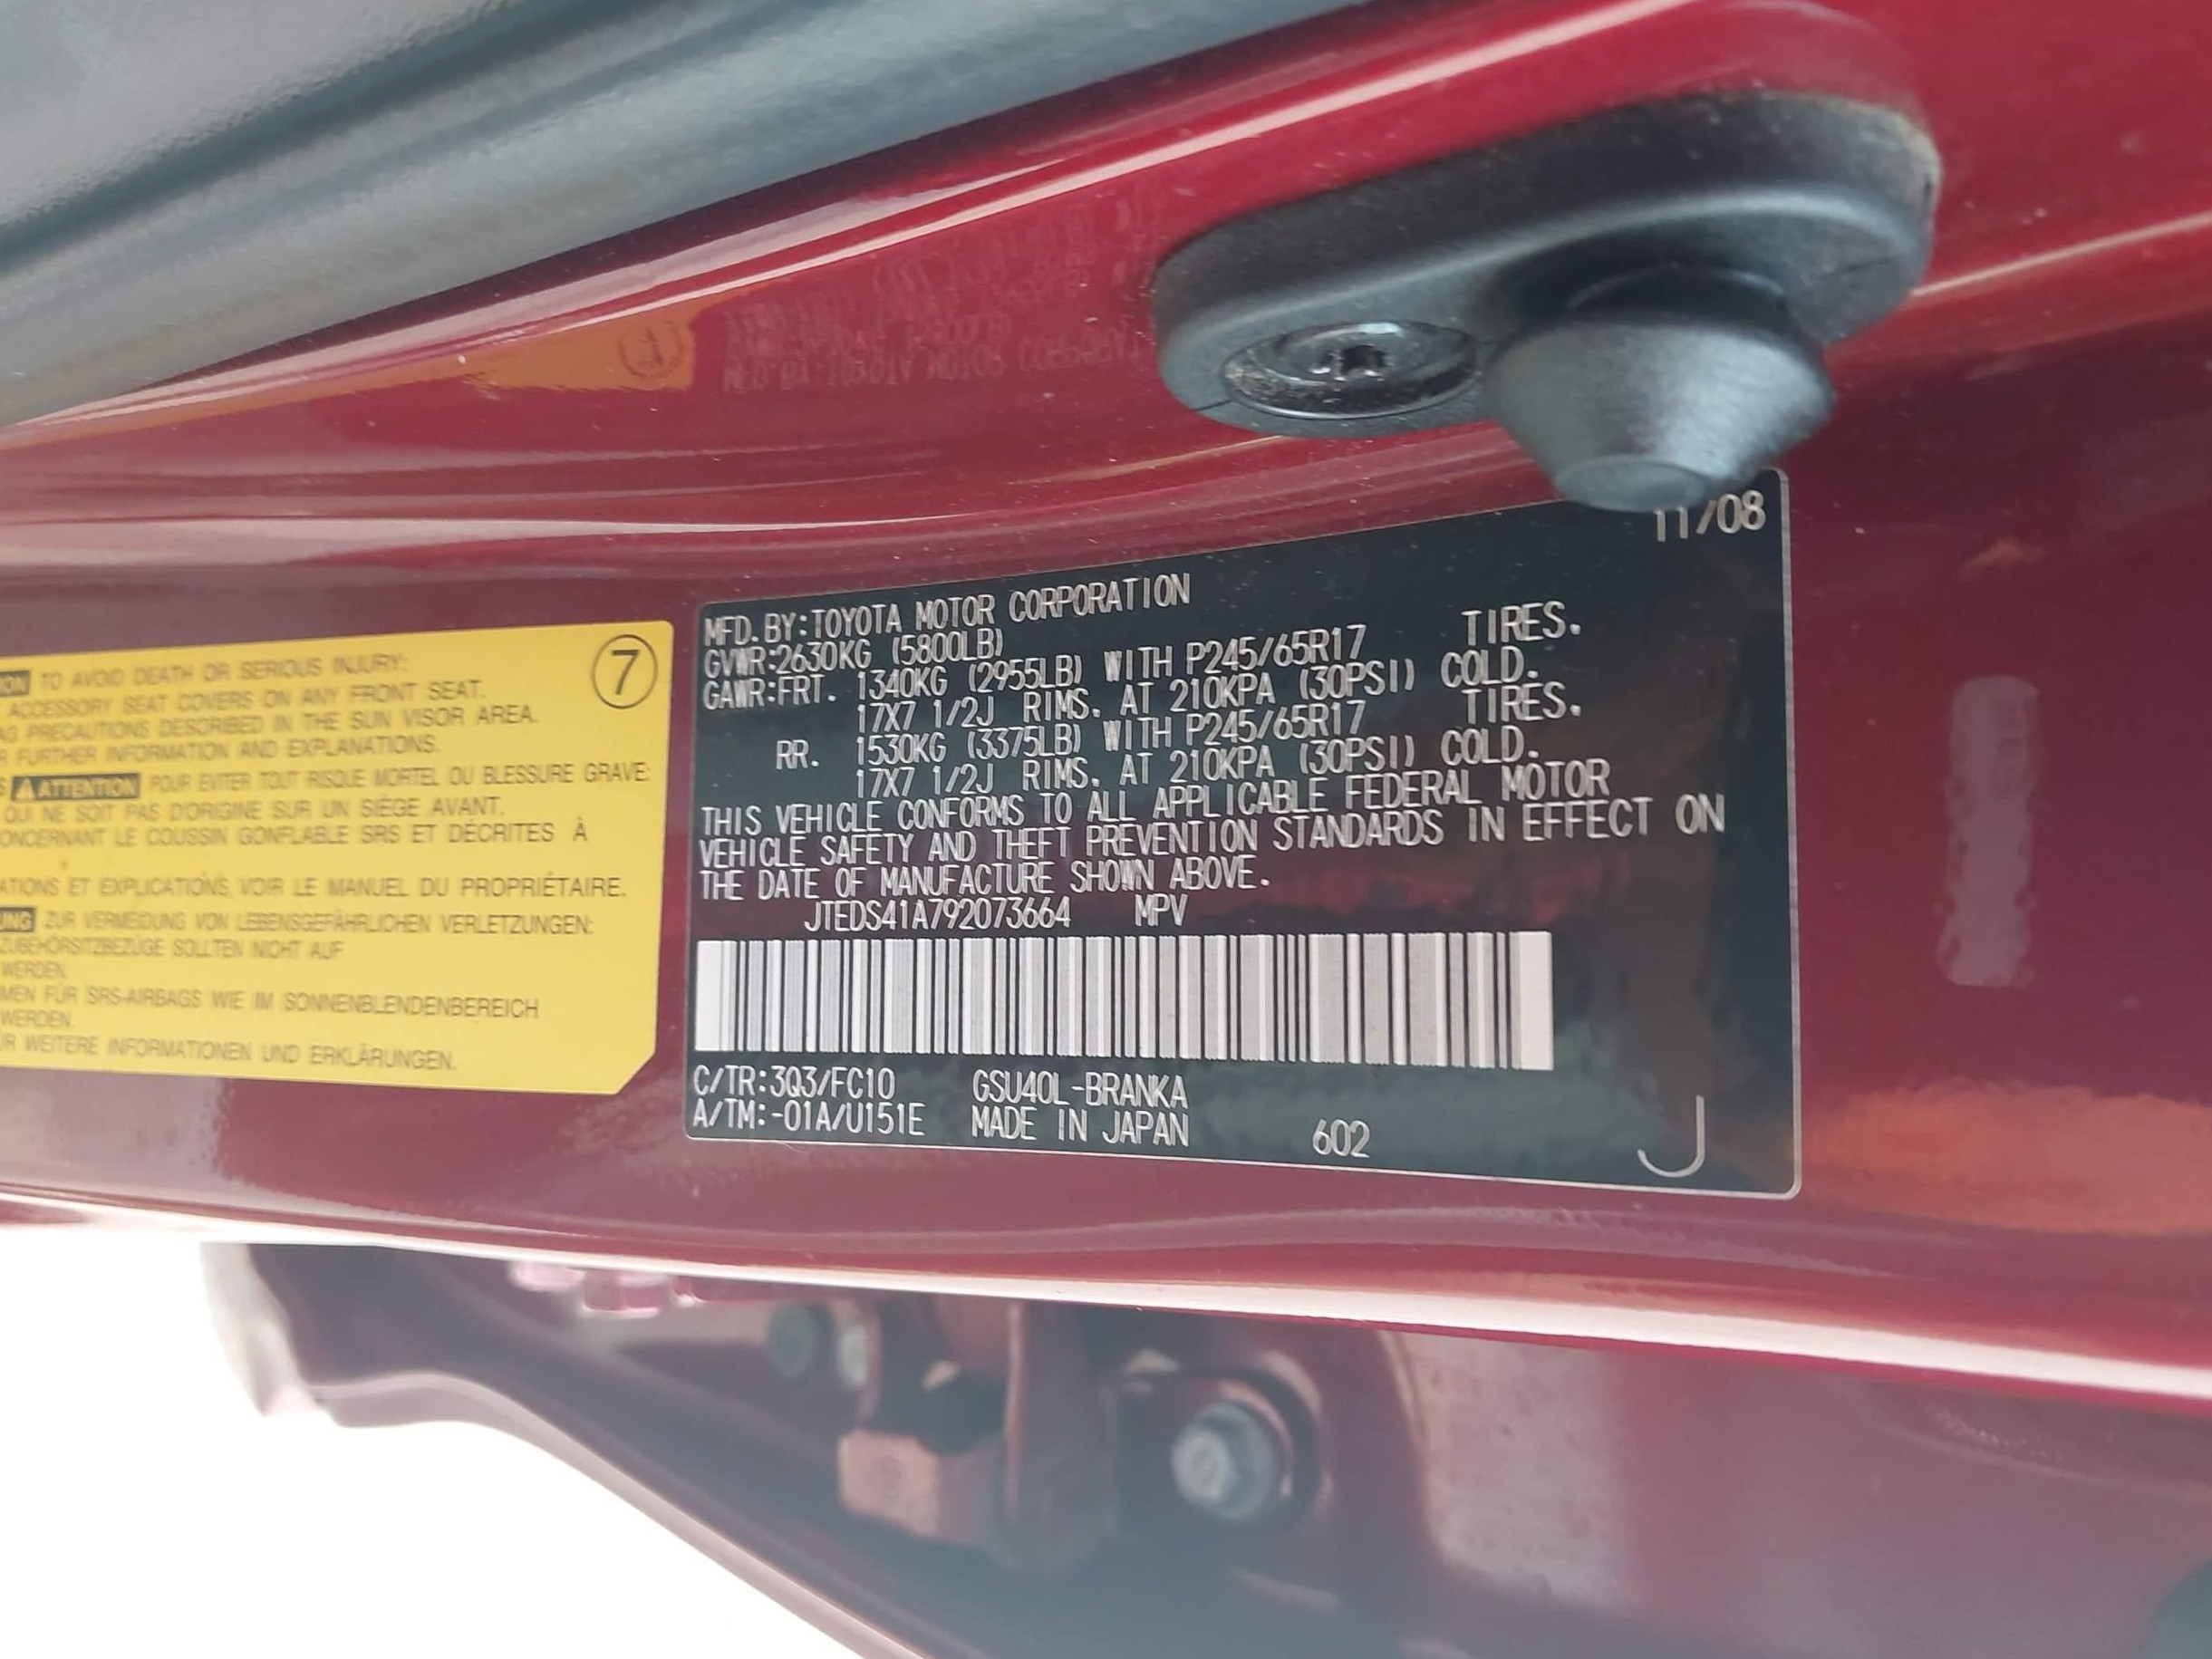 ON TO AVOID DEATH OR SERIOUS INJURY:
ACCESSORY SEAT COVERS ON ANY FRONT SEAT.
AG PRECAUTIONS DESCRIBED IN THE SUN VISOR AREA.
R FURTHER INFORMATION AND EXPLANATIONS.
S ATTENTION POUR EVITER TOUT RISQUE MORTEL OU BLESSURE GRAVE:
QUI NE SOIT PAS D'ORIGINE SUR UN SIÈGE AVANT.
ONCERNANT LE COUSSIN GONFLABLE SRS ET DÉCRITES À
ATIONS ET EXPLICATIONS, VOIR LE MANUEL DU PROPRIÉTAIRE.
UNG ZUR VERMEIDUNG VON LEBENSGEFÄHRLICHEN VERLETZUNGEN:
ZUBEHÖRSITZBEZÜGE SOLLTEN NICHT AUF
WERDEN.
MEN FÜR SRS-AIRBAGS WIE IM SONNENBLENDENBEREICH
WERDEN.
ÜR WEITERE INFORMATIONEN UND ERKLÄRUNGEN.
7
11/08
MFD. BY:TOYOTA MOTOR CORPORATION
GVWR:2630KG (5800LB)
GAWR:FRT. 1340KG (2955LB) WITH P245/65R17 TIRES.
17X7 1/2J RIMS. AT 210KPA (30PSI) COLD.
RR. 1530KG (3375LB) WITH P245/65R17 TIRES.
17X7 1/2J RIMS. AT 210KPA (30PSI) COLD.
THIS VEHICLE CONFORMS TO ALL APPLICABLE FEDERAL MOTOR
VEHICLE SAFETY AND THEFT PREVENTION STANDARDS IN EFFECT ON
THE DATE OF MANUFACTURE SHOWN ABOVE.
JTEDS41A792073664 MPV
C/TR:3Q3/FC10 GSU40L-BRANKA
A/TM:-01A/U151E MADE IN JAPAN 602 J